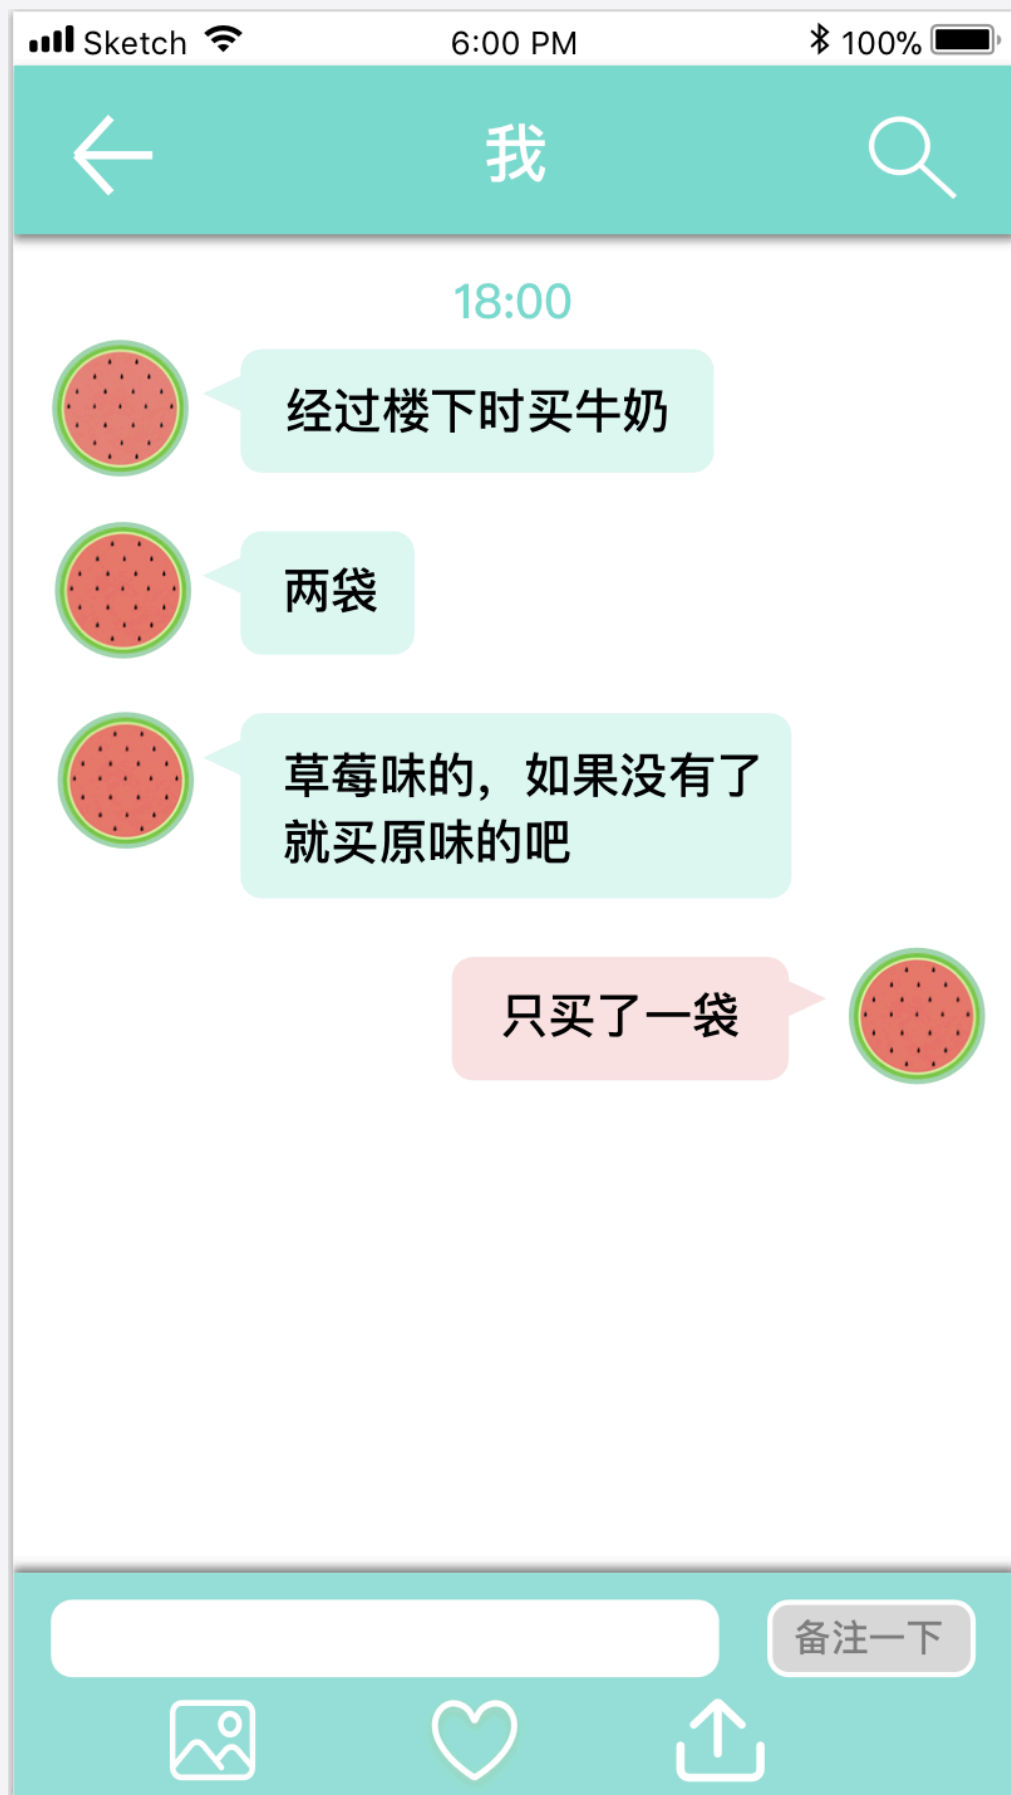 Sketch 6:00 PM 100%
我
18:00
经过楼下时买牛奶
两袋
草莓味的，如果没有了
就买原味的吧
只买了一袋
备注一下